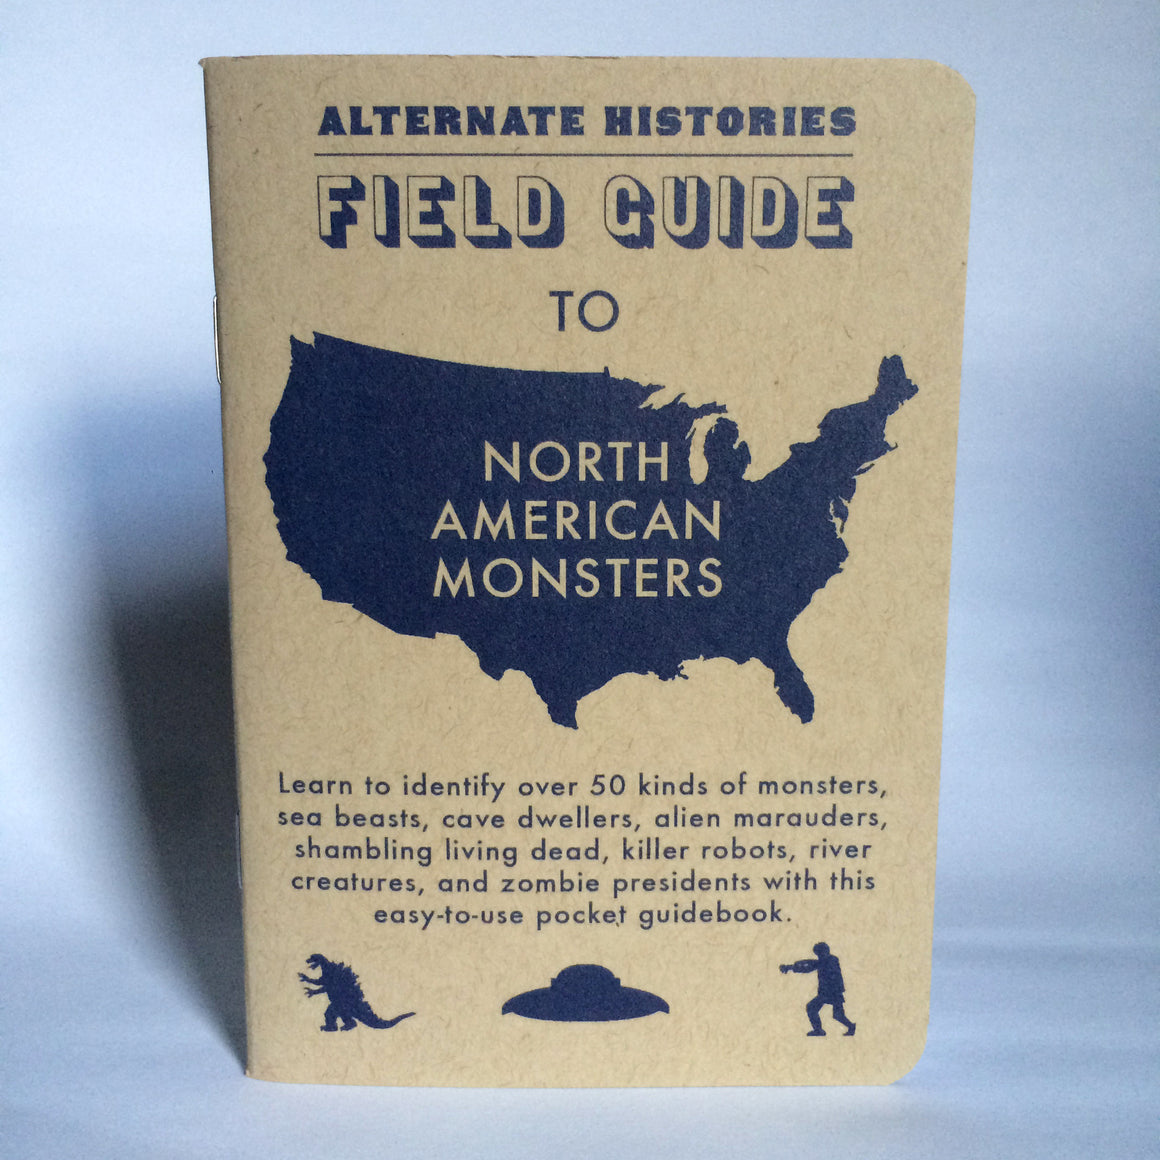 ALTERNATE HISTORIES
FIELD GUIDE
TO
NORTH
AMERICAN
MONSTERS
Learn to identify over 50 kinds of monsters,
sea beasts, cave dwellers, alien marauders,
shambling living dead, killer robots, river
creatures, and zombie presidents with this
easy-to-use pocket guidebook.